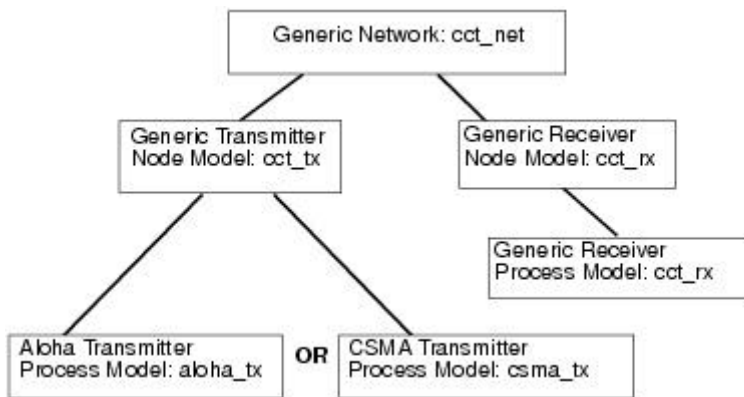 Generic Network: cct_net
Generic Transmitter
Node Model: cct_tx
Generic Receiver
Node Model: cct_rx
Generic Receiver
Process Model: cct_rx
Aloha Transmitter
Process Model: aloha_tx
OR
CSMA Transmitter
Process Model: csma_tx